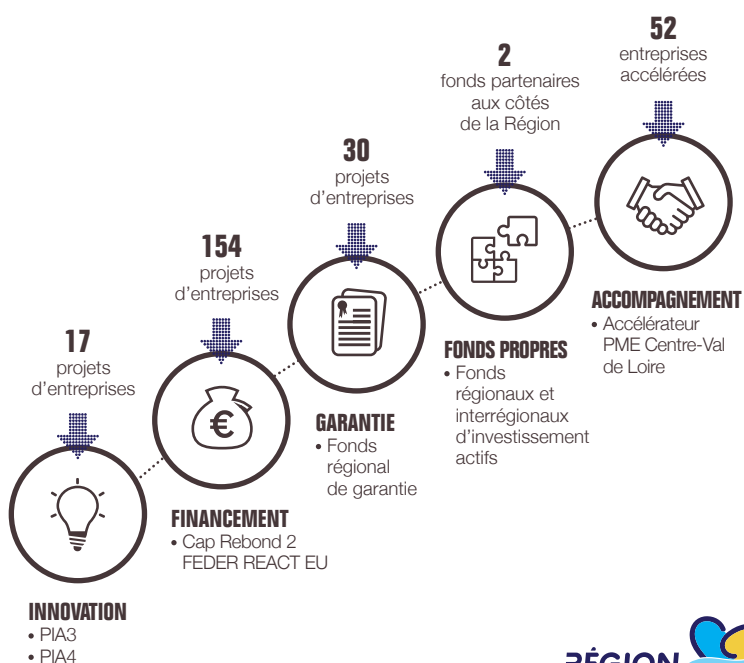 17
projets
d'entreprises
INNOVATION
• PIA3
• PIA4
154
projets
d'entreprises
€
FINANCEMENT
• Cap Rebond 2
FEDER REACT EU
30
projets
d'entreprises
GARANTIE
• Fonds
régional
de garantie
2
fonds partenaires
aux côtés
de la Région
FONDS PROPRES
• Fonds
régionaux et
interrégionaux
d'investissement
actifs
52
entreprises
accélérées
ACCOMPAGNEMENT
• Accélérateur
PME Centre-Val
de Loire
RÉGION